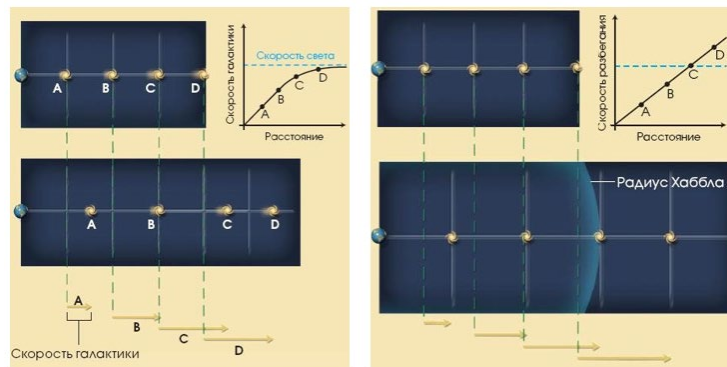 Скорость галактики
Скорость света
A
B
C
D
Расстояние
A B C D
A B C D
A
B
C
D
Скорость галактики
Скорость разбегания
A
B
C
D
Расстояние
Радиус Хаббла